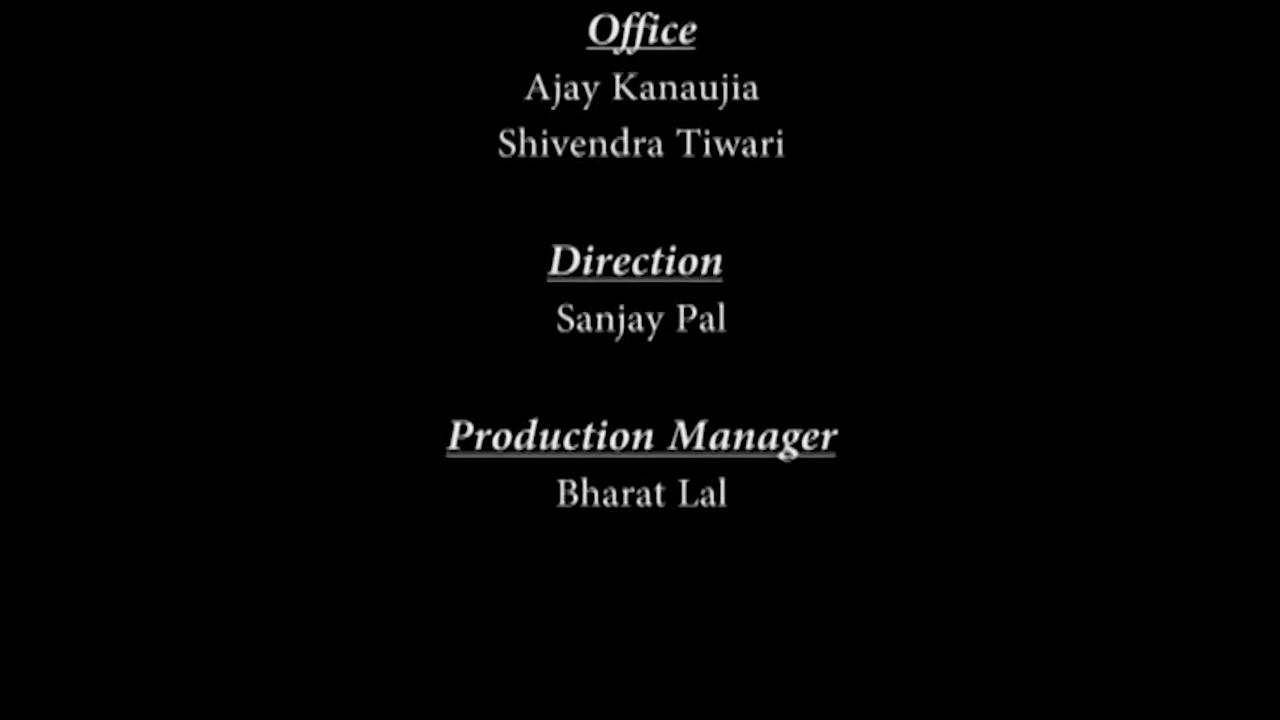 Office
Ajay Kanaujia
Shivendra Tiwari
Direction
Sanjay Pal
Production Manager
Bharat Lal